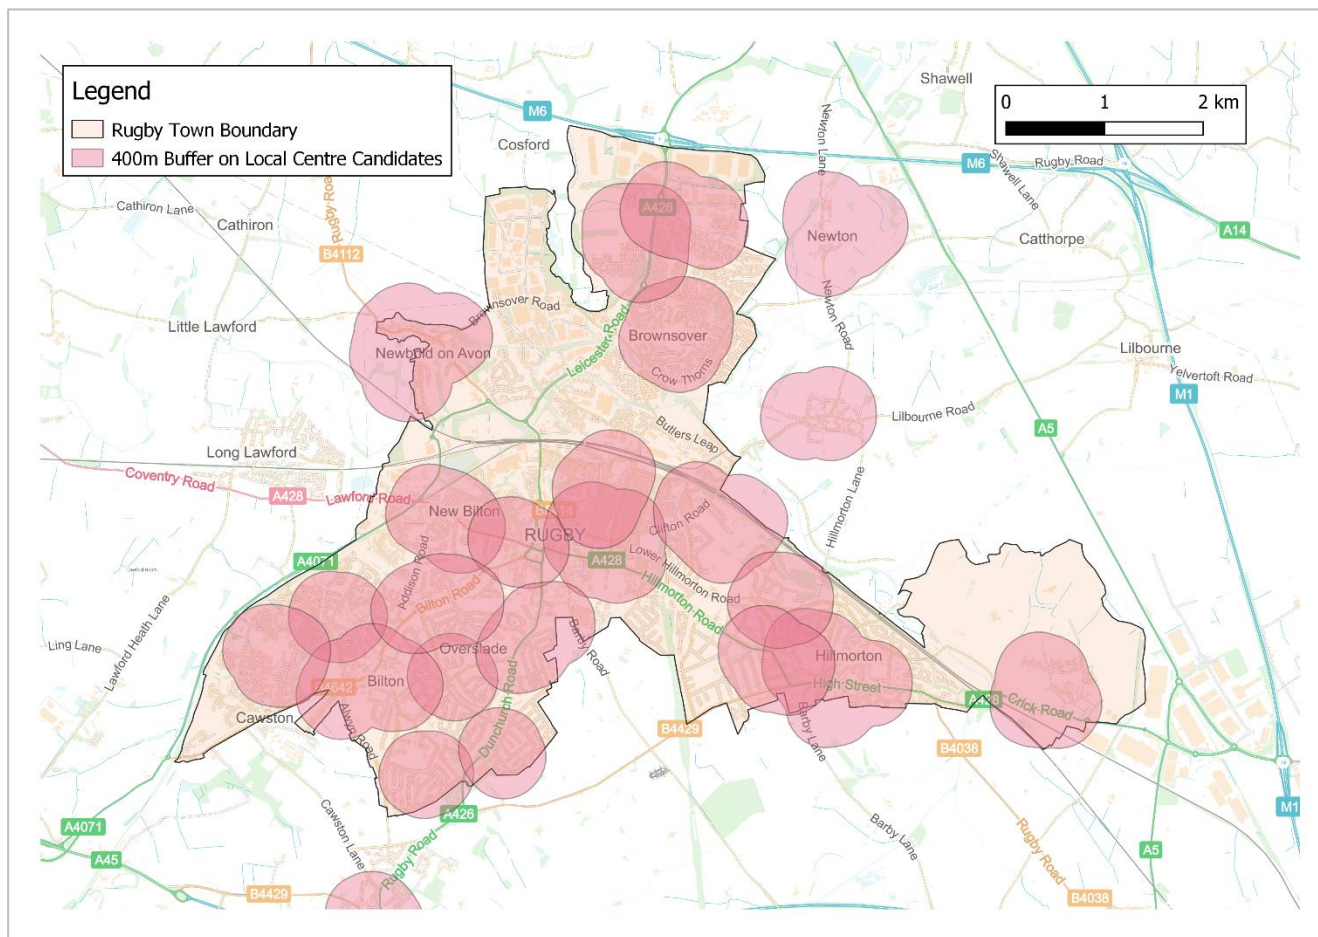 Legend
Rugby Town Boundary
400m Buffer on Local Centre Candidates
0 1 2 km
Shawell
M6
Cosford
Newton Lane
Shawell Lane
Rugby Road
M6
Rugby Road
Cathiron Lane
Cathiron
A426
A14
Newton
Catthorpe
B4112
Brownsover Road
Newton Road
Little Lawford
Leicester Road
Brownsover
Newbold on Avon
Lilbourne
Crow Thorns
Yelvertoft Road
M1
Lilbourne Road
Butlers Leap
A5
Long Lawford
Coventry Road
A428
Lawford Road
New Bilton
Clifton Road
Hillmorton Lane
RUGBY
A4071
A428
Lower Hillmorton Road
Addison Road
Bilton Road
Hillmorton Road
Lawford Heath Lane
Barby Road
Ling Lane
Overslade
Hillmorton
Bilton
High Street
Dunchurch Road
A428
Crick Road
Cawston
Alwyn Road
Barby Lane
B4429
B4038
Cawston Lane
A426
M1
A4071
Rugby Road
Barby Lane
Rugby Road
A5
A45
B4429
B4038